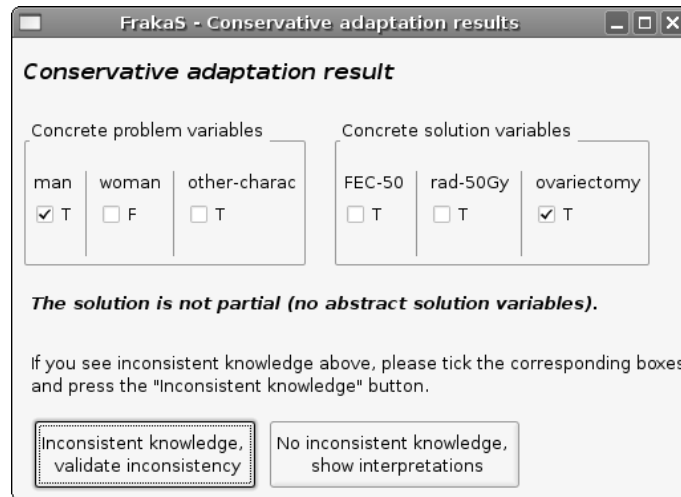 FrakaS - Conservative adaptation results
Conservative adaptation result
Concrete problem variables
Concrete solution variables
man woman other-charac
FEC-50 rad-50Gy ovariectomy
T F T
T T T
The solution is not partial (no abstract solution variables).
If you see inconsistent knowledge above, please tick the corresponding boxes
and press the "Inconsistent knowledge" button.
Inconsistent knowledge,
validate inconsistency
No inconsistent knowledge,
show interpretations